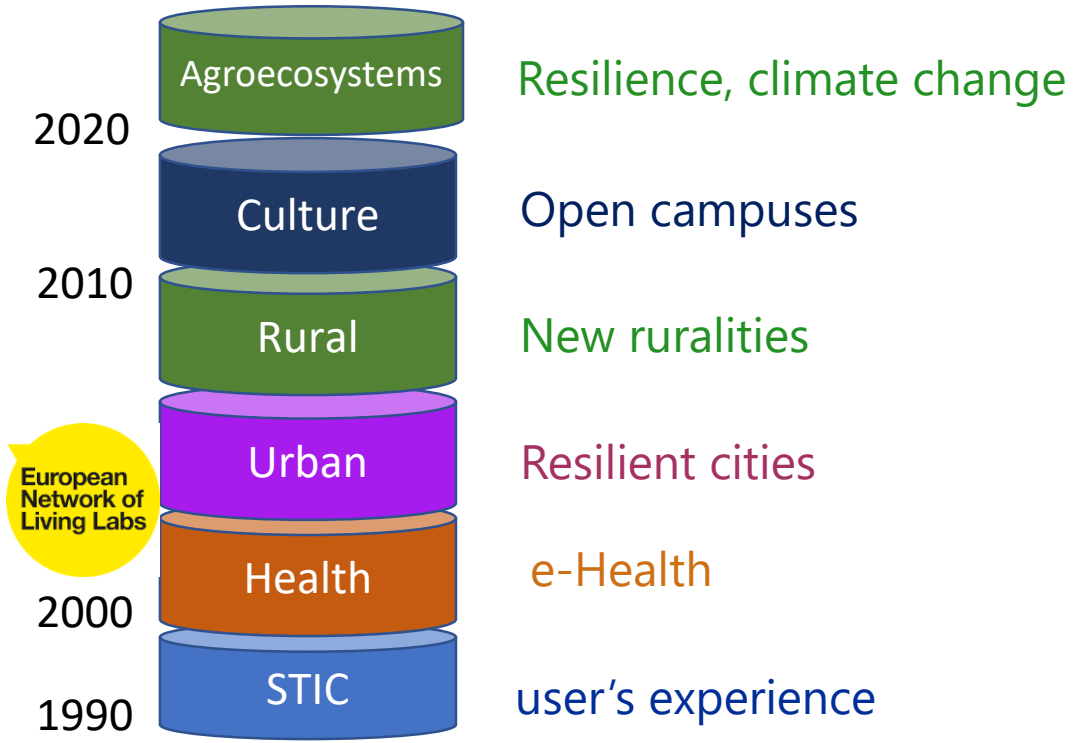 Agroecosystems
Resilience, climate change
2020
Culture
Open campuses
2010
Rural
New ruralities
Urban
Resilient cities
European
Network of
Living Labs
Health
e-Health
2000
STIC
user's experience
1990